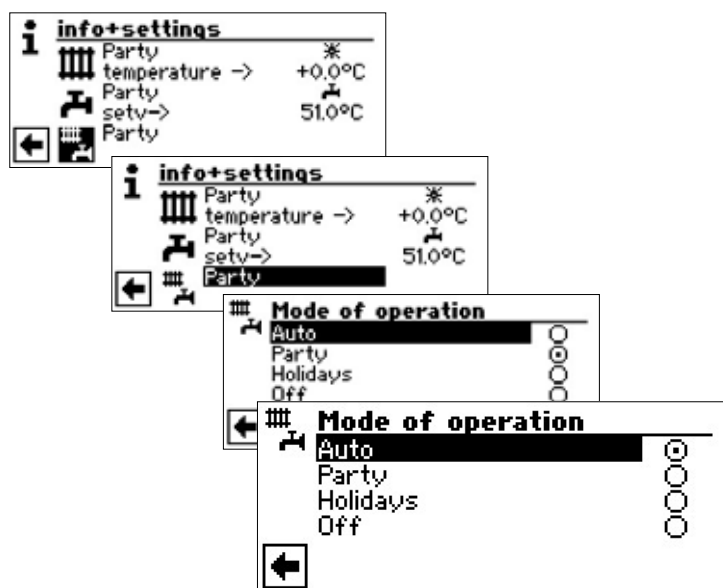 i info+settings
Party
temperature -> +0.0°C
Party
setv-> 51.0°C
Party
i info+settings
Party
temperature -> +0.0°C
Party
setv-> 51.0°C
Party
Mode of operation
Auto
Party
Holidays
Off
Mode of operation
Auto
Party
Holidays
Off